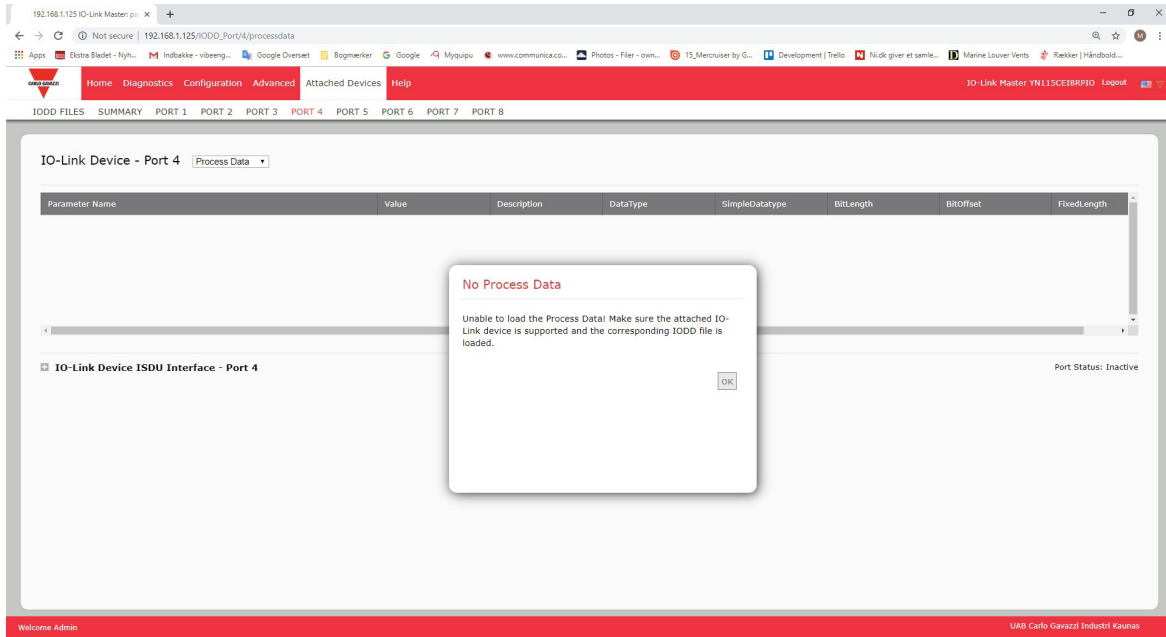 192.168.1.125 IO-Link Master: pa × +
Not secure | 192.168.1.125/IODD_Port/4/processdata
Apps Ekstra Bladet - Nyh... Indbakke - vibeeng... Google Oversæt Bogmærker Google Myquipu www.communica.co... Photos - Filer - own... 15_Mercruiser by G... Development | Trello Ni.dk giver et samle... Marine Louver Vents Rækker | Håndbold....
CARLO GAVAZZI Home Diagnostics Configuration Advanced Attached Devices Help IO-Link Master YN115CEI8RPIO Logout
IODD FILES SUMMARY PORT 1 PORT 2 PORT 3 PORT 4 PORT 5 PORT 6 PORT 7 PORT 8
IO-Link Device - Port 4 Process Data
Parameter Name Value Description DataType SimpleDatatype BitLength BitOffset FixedLength
No Process Data
Unable to load the Process Data! Make sure the attached IO-
Link device is supported and the corresponding IODD file is
loaded.
OK
IO-Link Device ISDU Interface - Port 4 Port Status: Inactive
Welcome Admin UAB Carlo Gavazzi Industri Kaunas